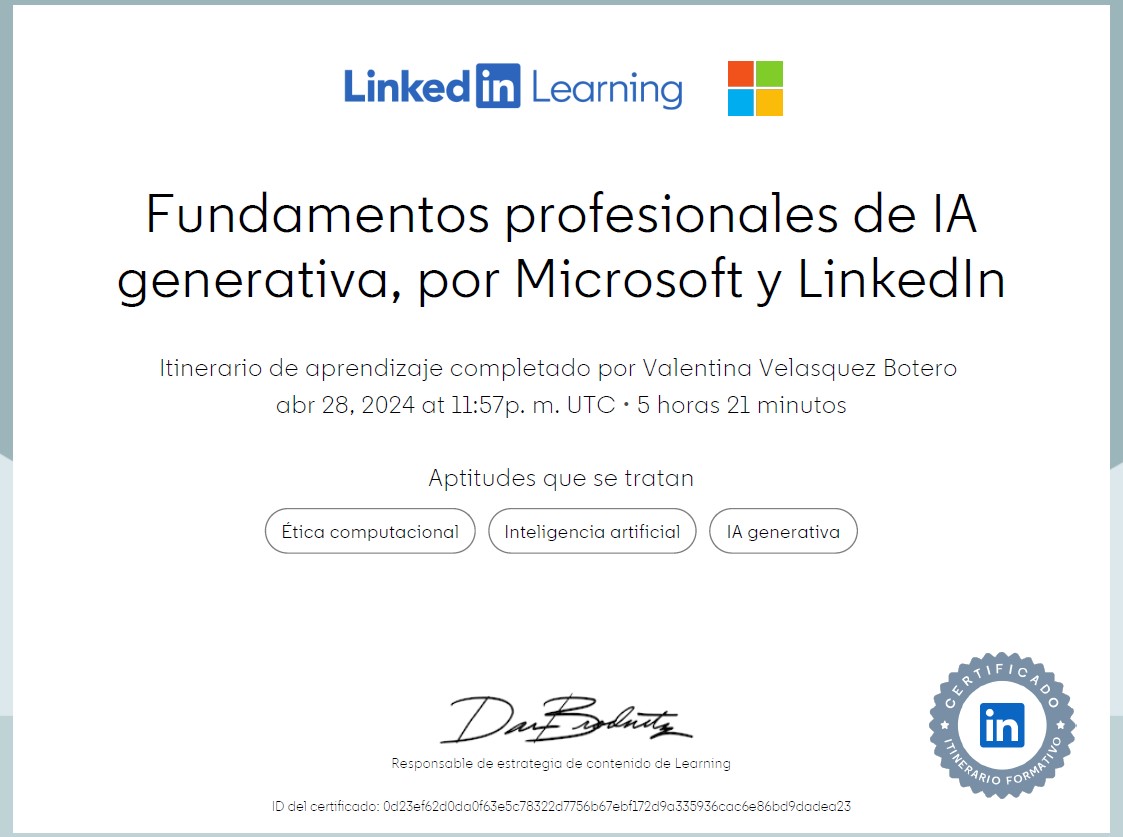 LinkedIn Learning
Fundamentos profesionales de IA
generativa, por Microsoft y LinkedIn
Itinerario de aprendizaje completado por Valentina Velasquez Botero
abr 28, 2024 at 11:57p. m. UTC • 5 horas 21 minutos
Aptitudes que se tratan
Ética computacional
Inteligencia artificial
IA generativa
Dan Brodnitz
Responsable de estrategia de contenido de Learning
ID del certificado: 0d23ef62d0da0f63e5c78322d7756b67ebf172d9a335936cac6e86bd9dadea23
CERTIFICADO
in
ITINERARIO FORMATIVO